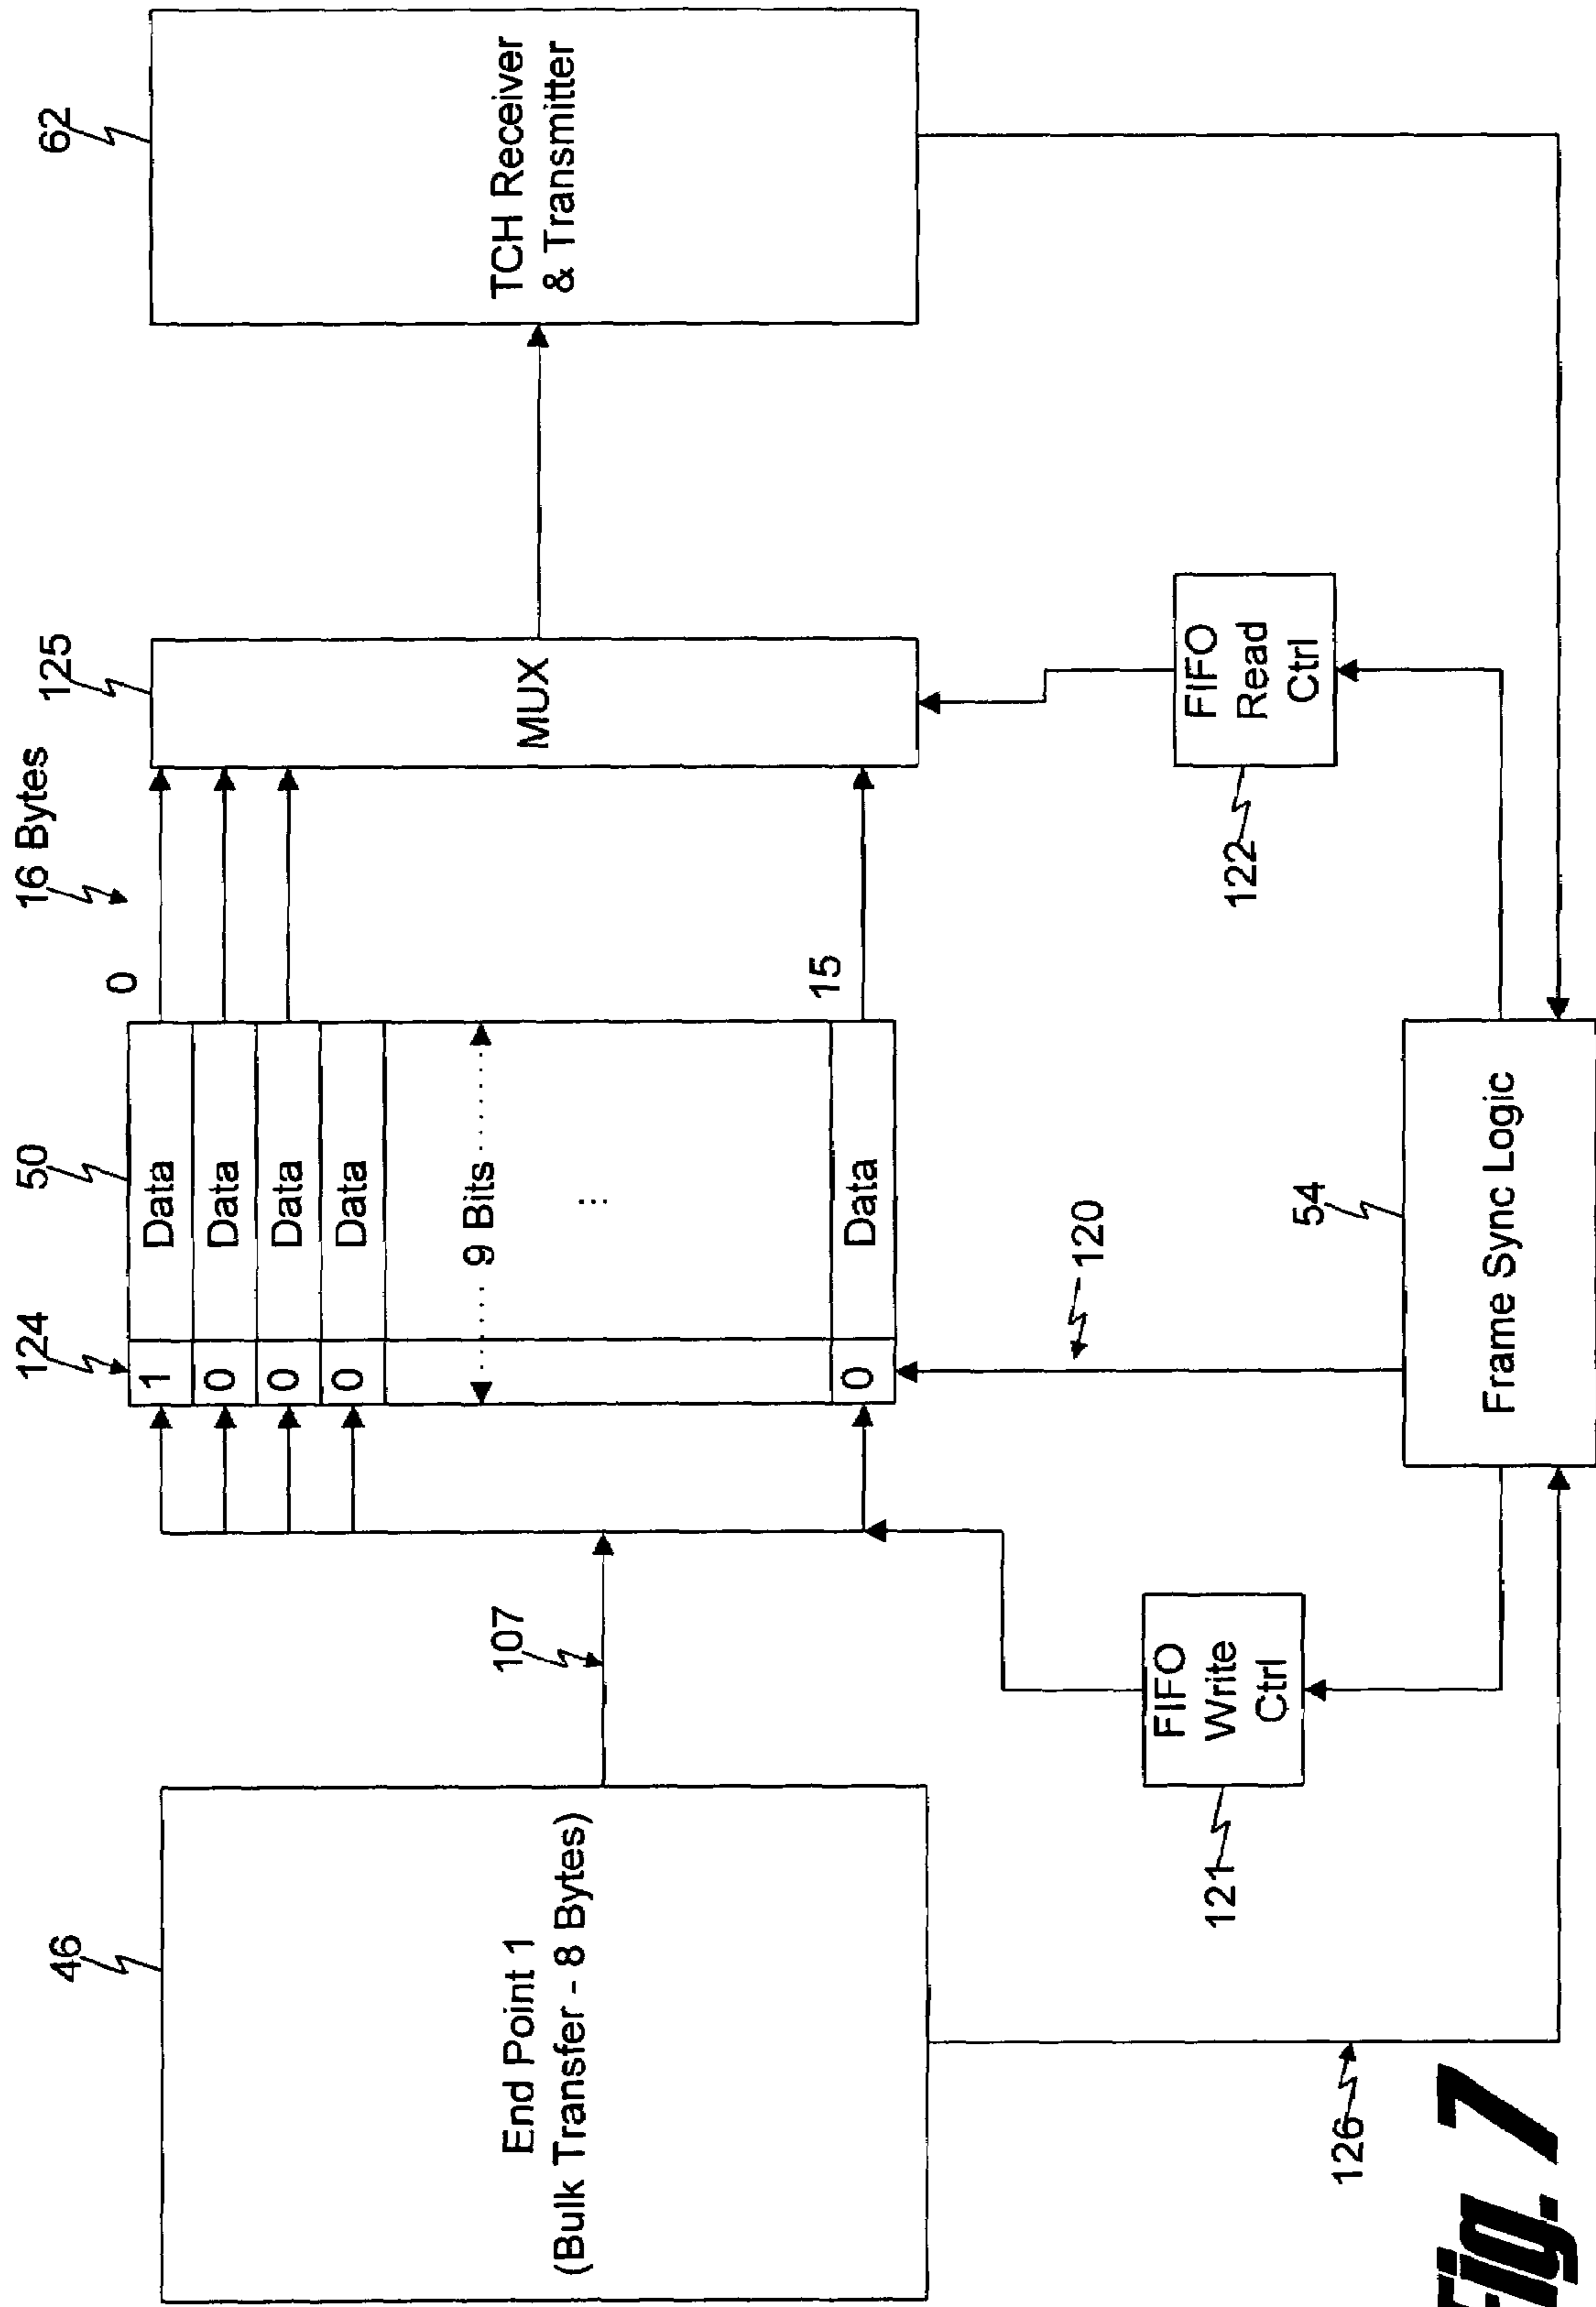 46
End Point 1
(Bulk Transfer - 8 Bytes)
107
124
50
1 Data
0 Data
0 Data
0 Data
9 Bits
⋮
0 Data
0
16 Bytes
15
125
MUX
62
TCH Receiver
& Transmitter
121
FIFO
Write
Ctrl
120
122
FIFO
Read
Ctrl
126
54
Frame Sync Logic
Fig. 7